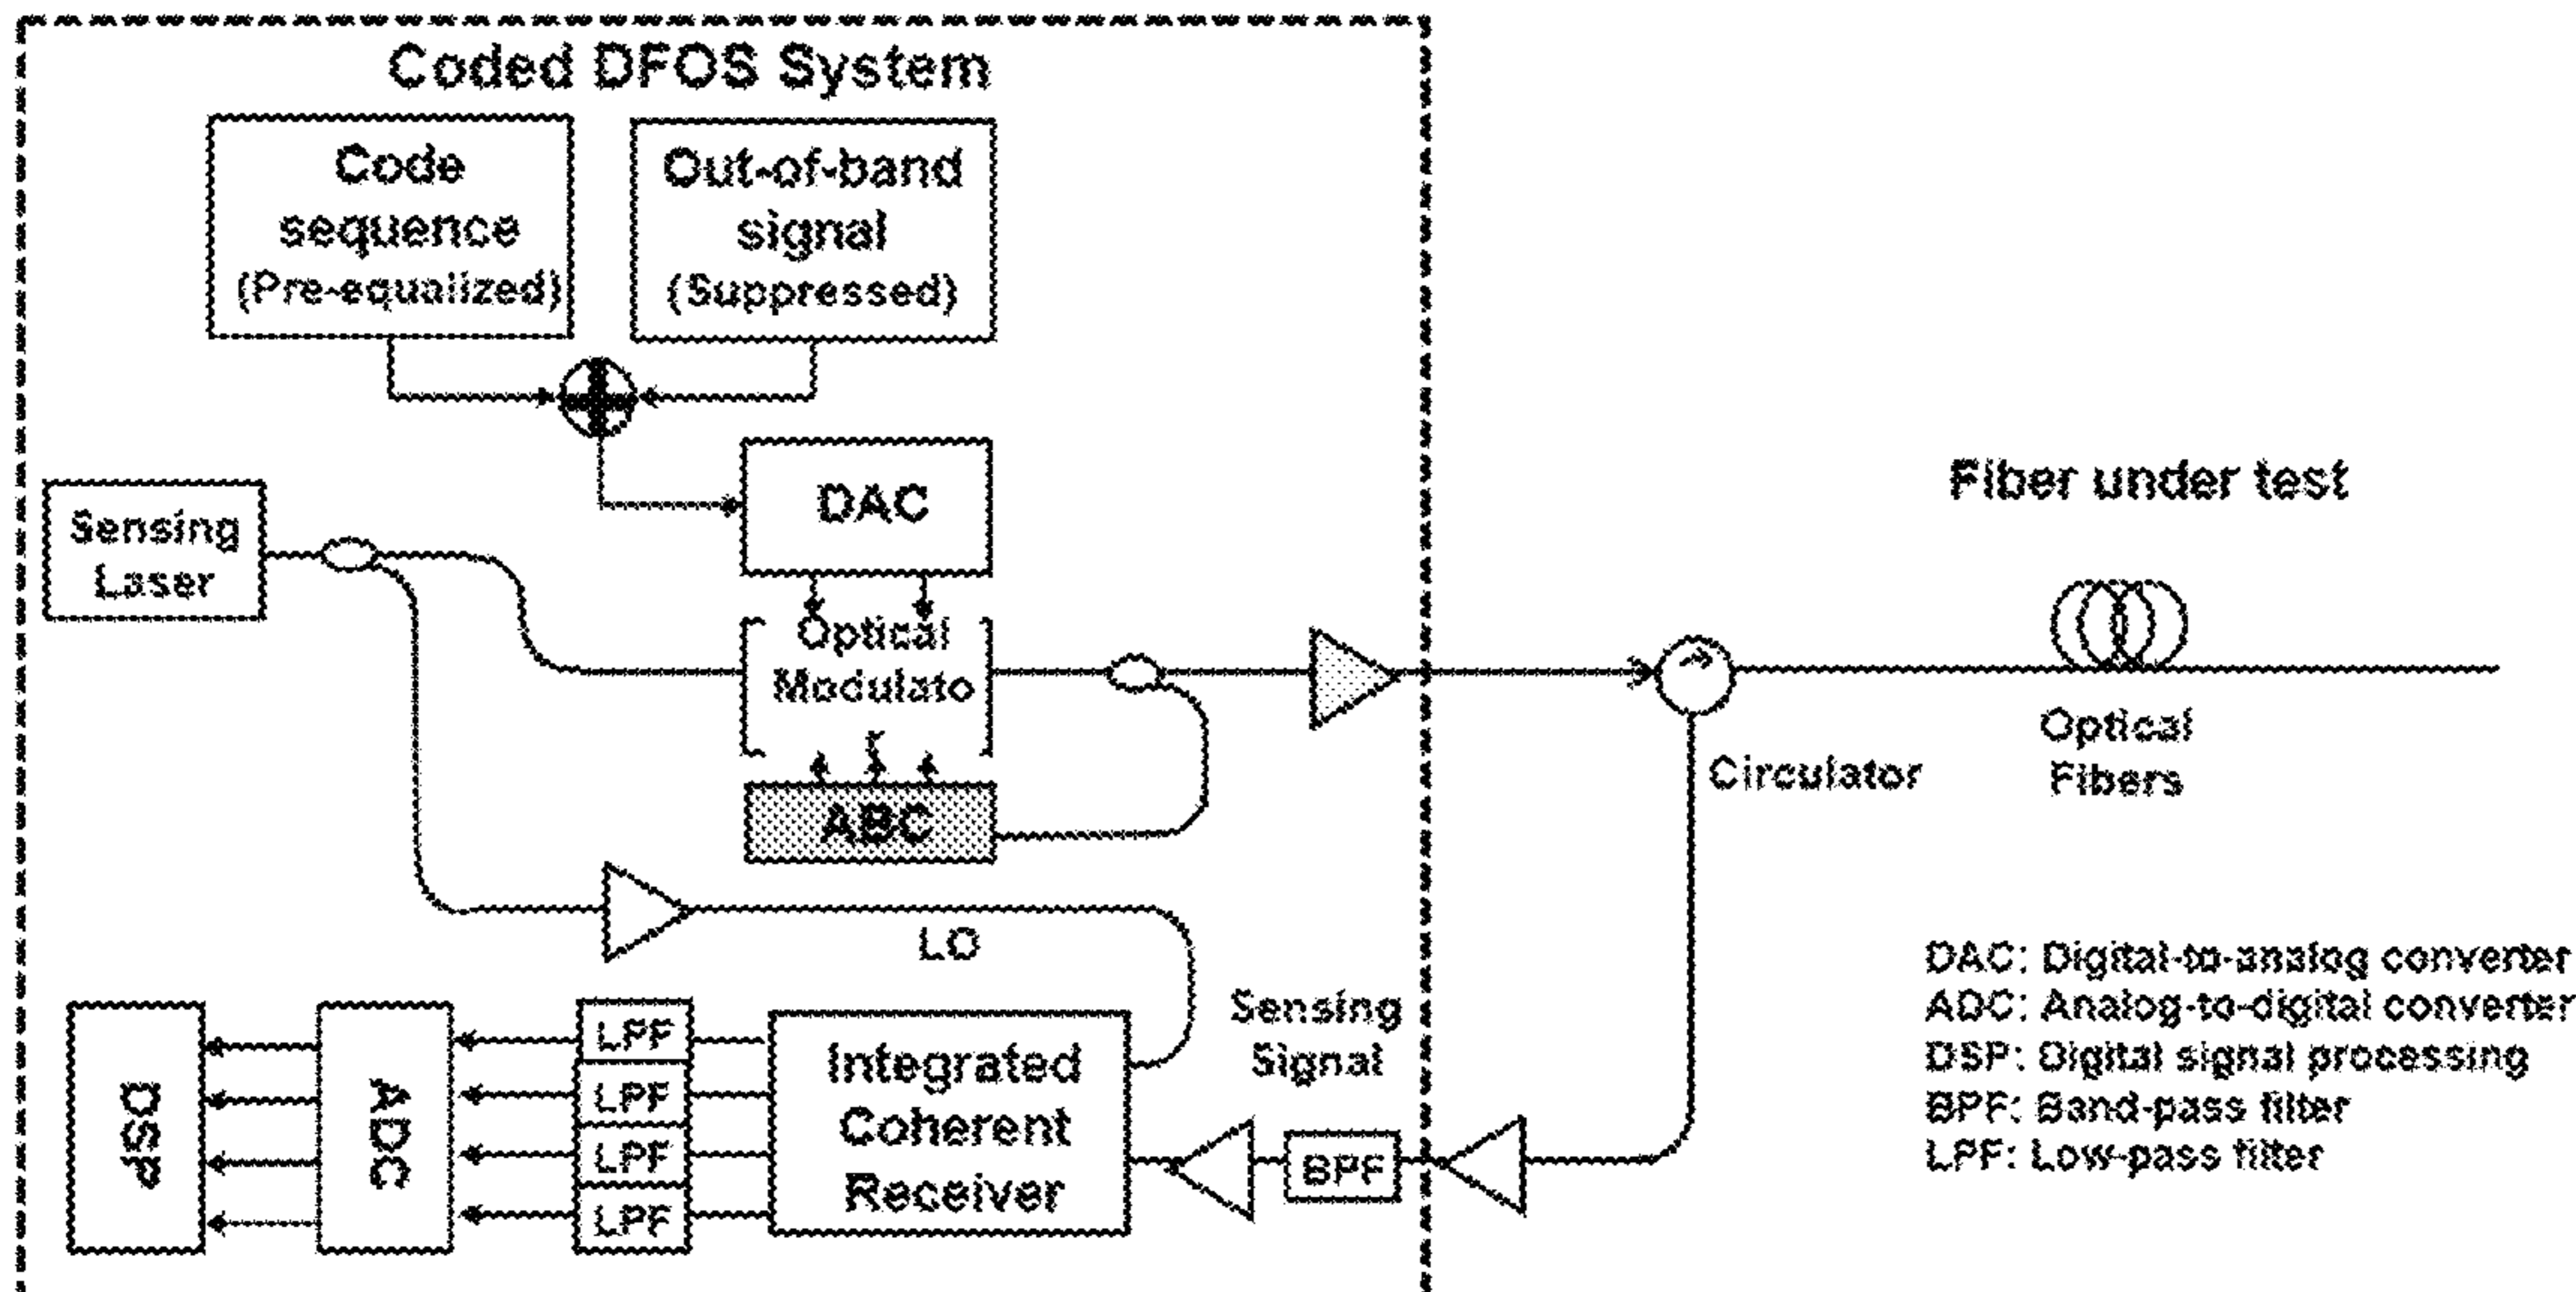 Coded DFOS System
Code
sequence
(Pre-equalized)
Out-of-band
signal
(Suppressed)
DAC
Sensing
Laser
Optical
Modulato
r
ABC
LO
Fiber under test
Circulator
Optical
Fibers
Sensing
Signal
DSP
ADC
LPF
LPF
LPF
LPF
Integrated
Coherent
Receiver
BPF
DAC: Digital-to-analog converter
ADC: Analog-to-digital converter
DSP: Digital signal processing
BPF: Band-pass filter
LPF: Low-pass filter